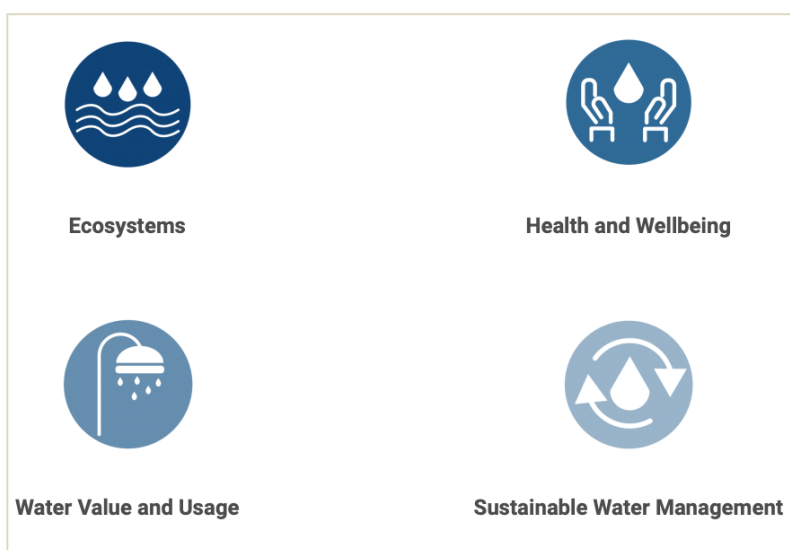 Ecosystems
Health and Wellbeing
Water Value and Usage
Sustainable Water Management